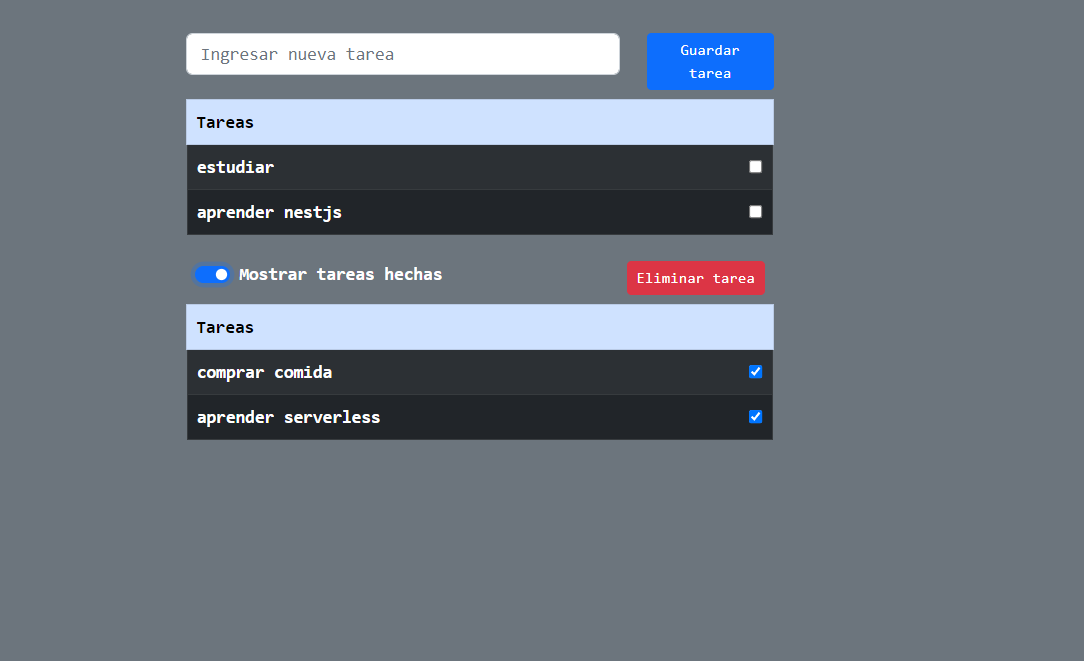 Ingresar nueva tarea
Guardar
tarea
Tareas
estudiar
aprender nestjs
Mostrar tareas hechas
Eliminar tarea
Tareas
comprar comida
aprender serverless